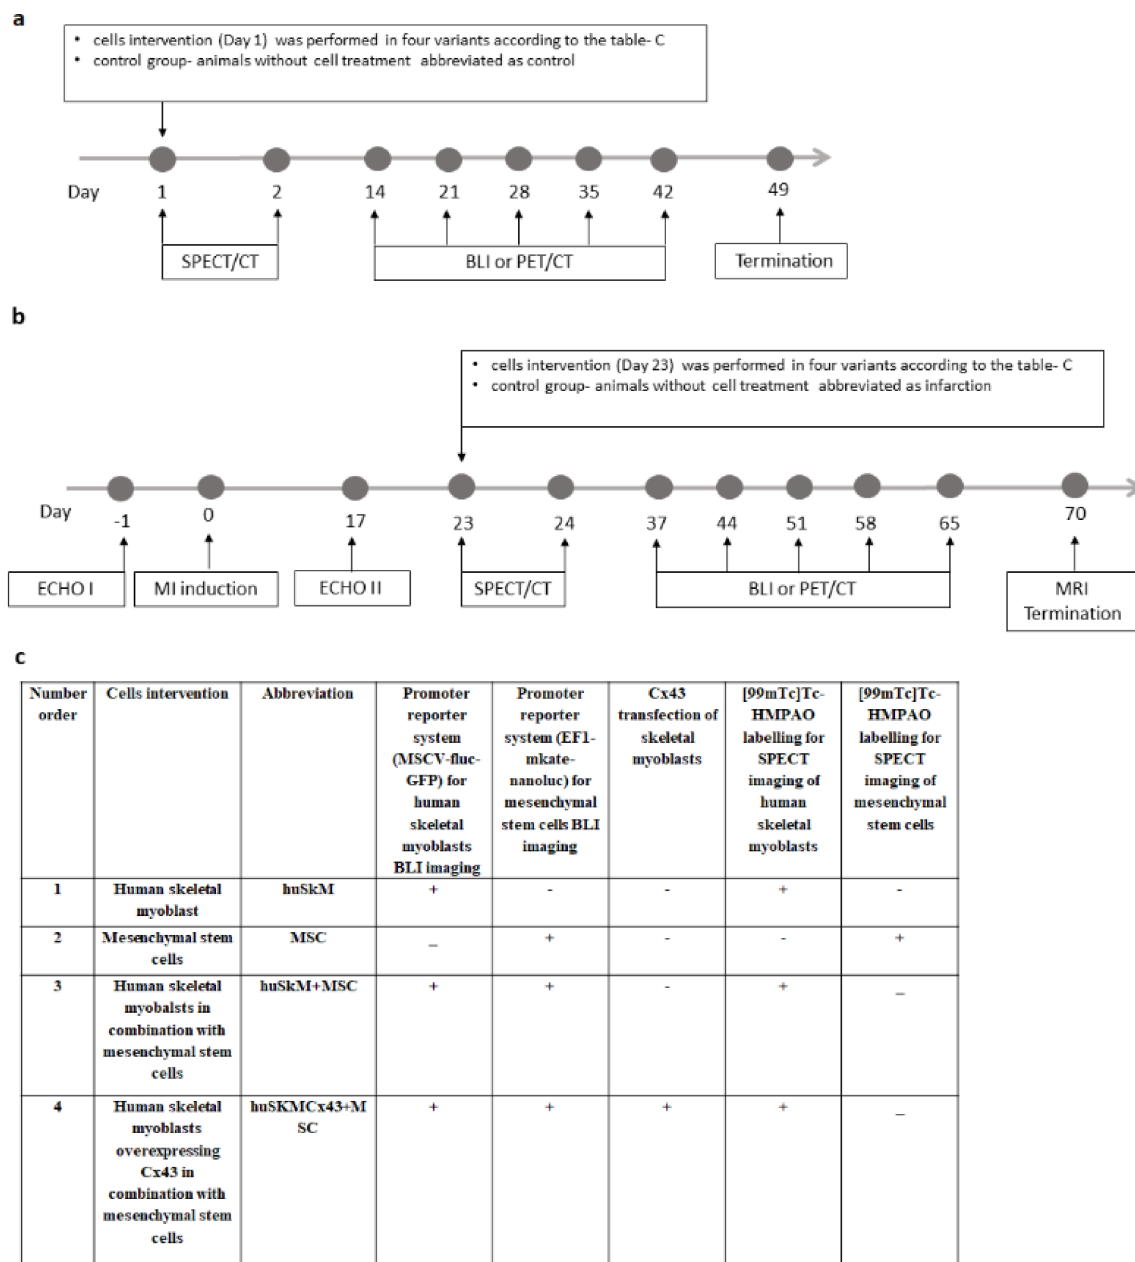 a
• cells intervention (Day 1) was performed in four variants according to the table- C
• control group- animals without cell treatment abbreviated as control
Day 1 2 14 21 28 35 42 49
SPECT/CT
BLI or PET/CT
Termination
b
• cells intervention (Day 23) was performed in four variants according to the table- C
• control group- animals without cell treatment abbreviated as infarction
Day -1 0 17 23 24 37 44 51 58 65 70
ECHO I
MI induction
ECHO II
SPECT/CT
BLI or PET/CT
MRI
Termination
c
Number
order
Cells intervention
Abbreviation
Promoter
reporter
system
(MSCV-fluc-
GFP) for
human
skeletal
myoblasts
BLI imaging
Promoter
reporter
system (EF1-
mkate-
nanoluc) for
mesenchymal
stem cells BLI
imaging
Cx43
transfection of
skeletal
myoblasts
[99mTc]Tc-
HMPAO
labelling for
SPECT
imaging of
human
skeletal
myoblasts
[99mTc]Tc-
HMPAO
labelling for
SPECT
imaging of
mesenchymal
stem cells
1
Human skeletal
myoblast
huSkM
+
-
-
+
-
2
Mesenchymal stem
cells
MSC
_
+
-
-
+
3
Human skeletal
myobalsts in
combination with
mesenchymal stem
cells
huSkM+MSC
+
+
-
+
_
4
Human skeletal
myoblasts
overexpressing
Cx43 in
combination with
mesenchymal stem
cells
huSKMCx43+M
SC
+
+
+
+
_